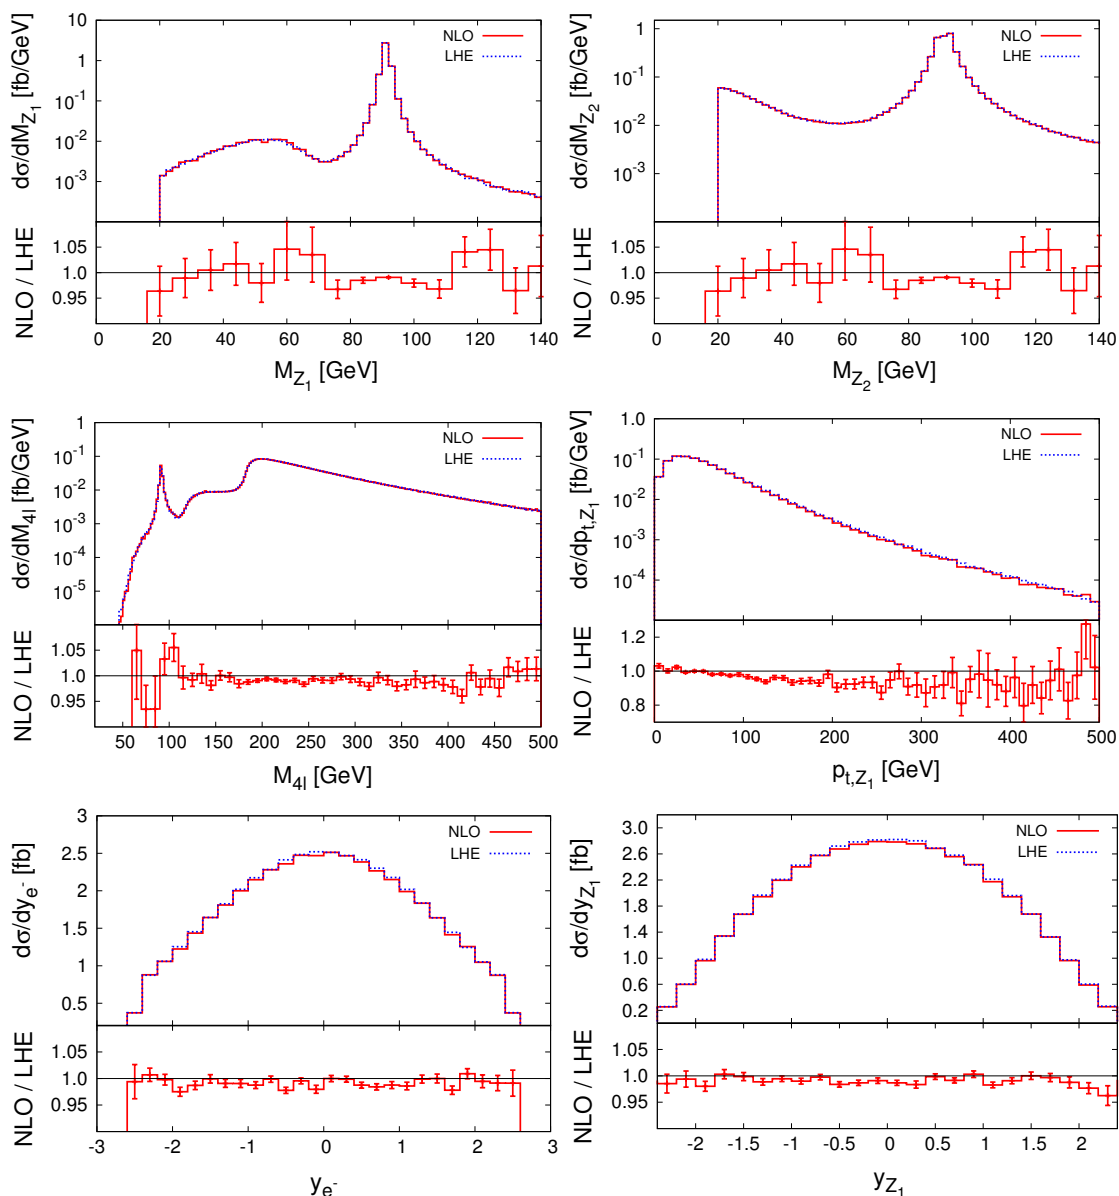 dσ/dM_Z₁ [fb/GeV]
10
1
10⁻¹
10⁻²
10⁻³
NLO
LHE
NLO / LHE
1.05
1.0
0.95
0 20 40 60 80 100 120 140
M_Z₁ [GeV]
dσ/dM_Z₂ [fb/GeV]
1
10⁻¹
10⁻²
10⁻³
NLO
LHE
NLO / LHE
1.05
1.0
0.95
0 20 40 60 80 100 120 140
M_Z₂ [GeV]
dσ/dM_4l [fb/GeV]
1
10⁻¹
10⁻²
10⁻³
10⁻⁴
10⁻⁵
NLO
LHE
NLO / LHE
1.05
1.0
0.95
50 100 150 200 250 300 350 400 450 500
M_4l [GeV]
dσ/dp_t,Z₁ [fb/GeV]
1.0
10⁻¹
10⁻²
10⁻³
10⁻⁴
NLO
LHE
NLO / LHE
1.2
1.0
0.8
0 100 200 300 400 500
p_t,Z₁ [GeV]
dσ/dy_e⁻ [fb]
3
2.5
2
1.5
1
0.5
NLO
LHE
NLO / LHE
1.05
1.0
0.95
-3 -2 -1 0 1 2 3
y_e⁻
dσ/dy_Z₁ [fb]
3.0
2.6
2.2
1.8
1.4
1.0
0.6
0.2
NLO
LHE
NLO / LHE
1.05
1.0
0.95
-2 -1.5 -1 -0.5 0 0.5 1 1.5 2
y_Z₁